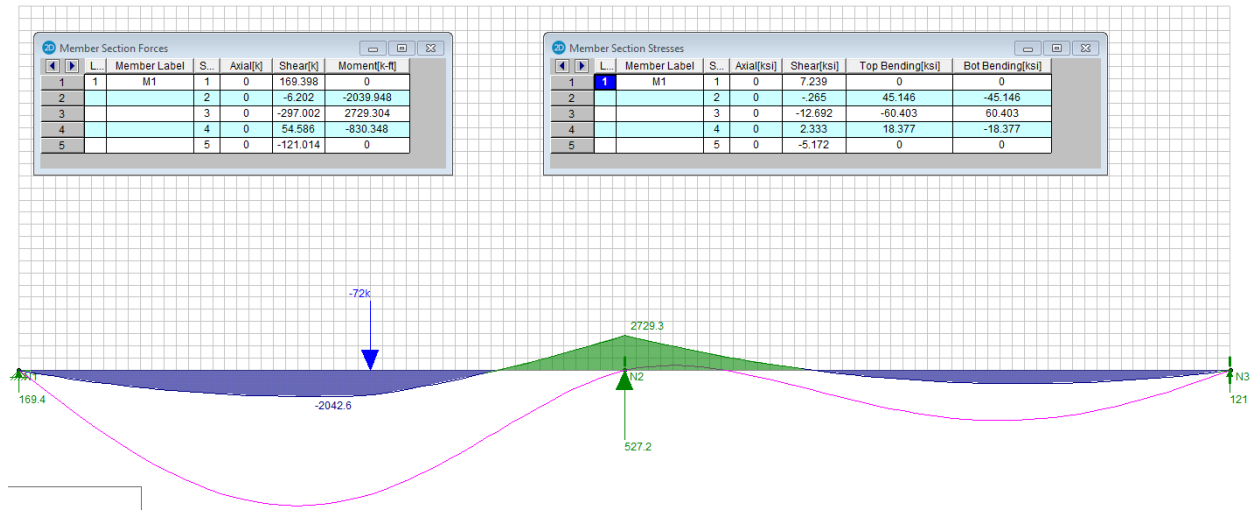 2D Member Section Forces
L... Member Label S... Axial[k] Shear[k] Moment[k-ft]
1 1 M1 1 0 169.398 0
2 2 0 -6.202 -2039.948
3 3 0 -297.002 2729.304
4 4 0 54.586 -830.348
5 5 0 -121.014 0
2D Member Section Stresses
L... Member Label S... Axial[ksi] Shear[ksi] Top Bending[ksi] Bot Bending[ksi]
1 1 M1 1 0 7.239 0 0
2 2 0 -.265 45.146 -45.146
3 3 0 -12.692 -60.403 60.403
4 4 0 2.333 18.377 -18.377
5 5 0 -5.172 0 0
-72k
2729.3
N2
N3
169.4
-2042.6
121
527.2